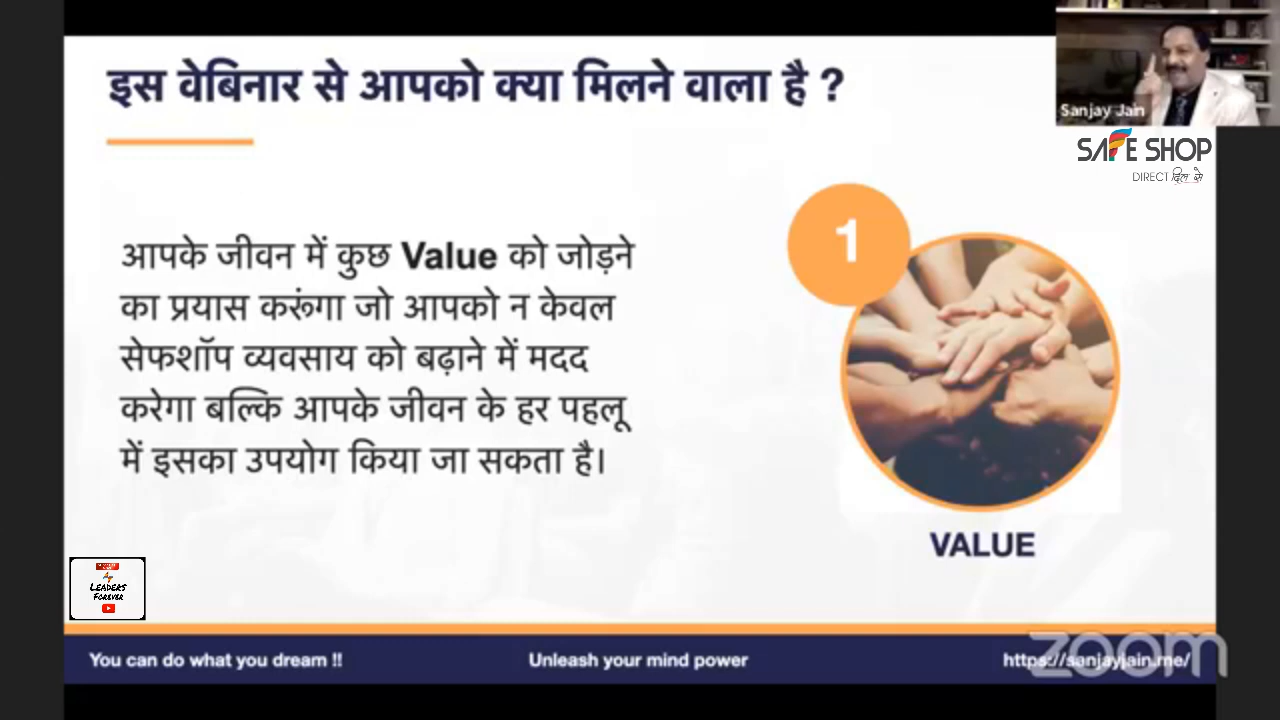 इस वेबिनार से आपको क्या मिलने वाला है ?
Sanjay Jain
SAFE SHOP
DIRECT दिल से
1
आपके जीवन में कुछ Value को जोड़ने
का प्रयास करूंगा जो आपको न केवल
सेफशॉप व्यवसाय को बढ़ाने में मदद
करेगा बल्कि आपके जीवन के हर पहलू
में इसका उपयोग किया जा सकता है।
VALUE
LEADERS
FOREVER
You can do what you dream !!
Unleash your mind power
https://sanjayjain.me/
zoom